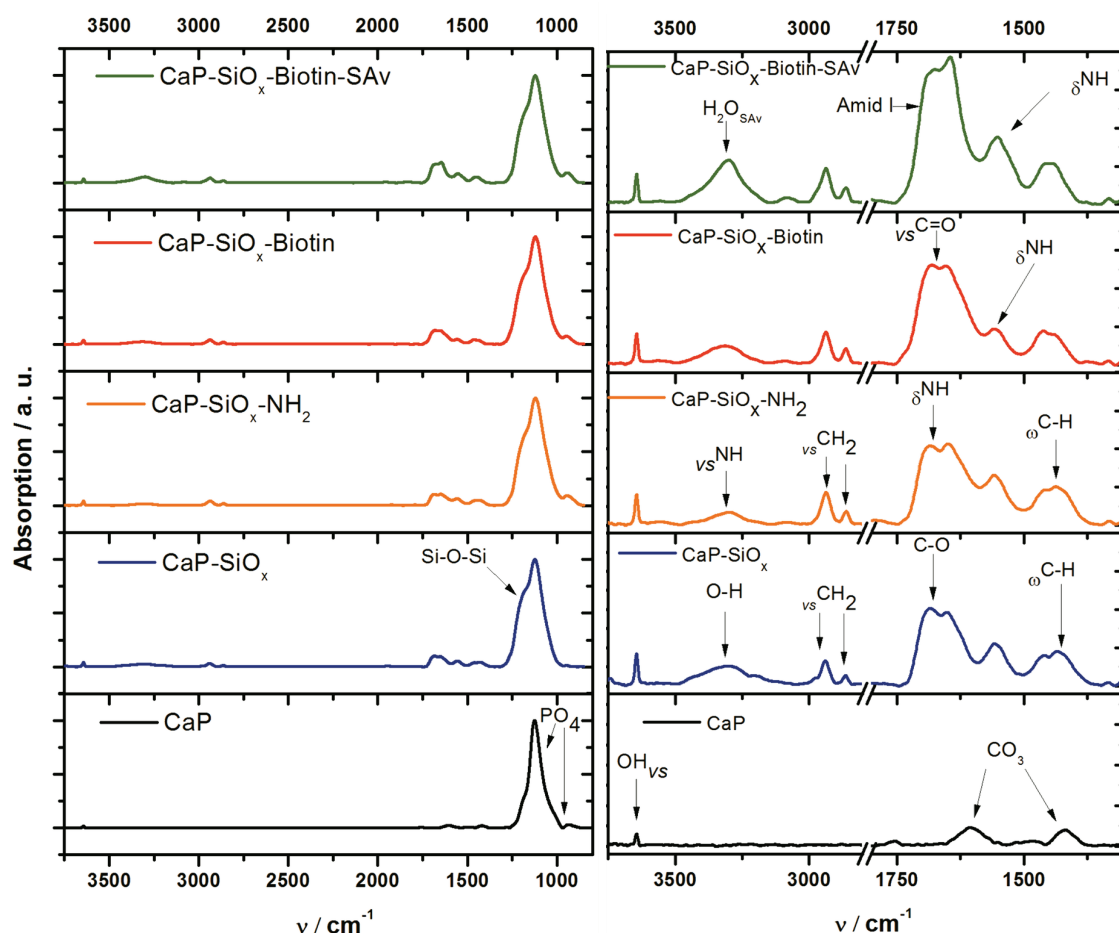 3500 3000 2500 2000 1500 1000
3500 3000 1750 1500
Absorption / a. u.
CaP-SiOx-Biotin-SAv
CaP-SiOx-Biotin
CaP-SiOx-NH2
CaP-SiOx
Si-O-Si
CaP
PO4
3500 3000 2500 2000 1500 1000
ν / cm-1
CaP-SiOx-Biotin-SAv
Amid I
δNH
H2OSAv
CaP-SiOx-Biotin
vsC=O
δNH
CaP-SiOx-NH2
δNH
vsNH
vsCH2
ωC-H
CaP-SiOx
C-O
O-H
vsCH2
ωC-H
CaP
OHvs
CO3
3500 3000 1750 1500
ν / cm-1